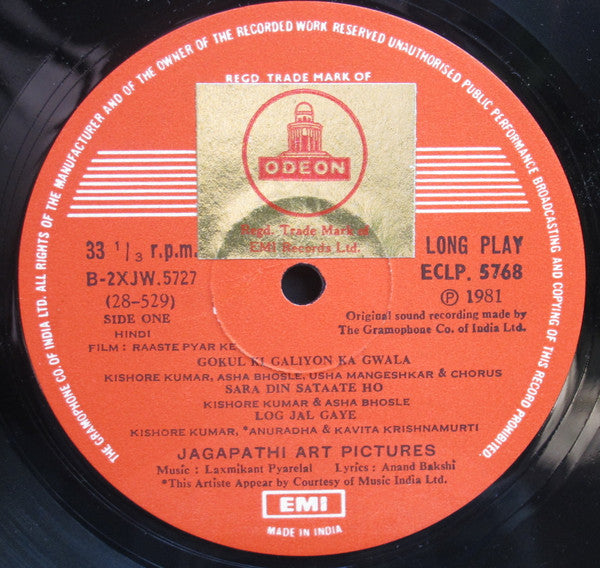 THE GRAMOPHONE CO. OF INDIA LTD. ALL RIGHTS OF THE MANUFACTURER AND OF THE OWNER OF THE RECORDED WORK RESERVED UNAUTHORISED PUBLIC PERFORMANCE BROADCASTING AND COPYING OF THIS RECORD PROHIBITED.
REGD. TRADE MARK OF
ODEON
Regd. Trade Mark of
EMI Records Ltd.
33 1/3 r.p.m.
LONG PLAY
B-2XJW.5727
ECLP. 5768
(28-529)
Ⓟ 1981
SIDE ONE
Original sound recording made by
The Gramophone Co. of India Ltd.
HINDI
FILM : RAASTE PYAR KE
GOKUL KI GALIYON KA GWALA
KISHORE KUMAR, ASHA BHOSLE, USHA MANGESHKAR & CHORUS
SARA DIN SATAATE HO
KISHORE KUMAR & ASHA BHOSLE
LOG JAL GAYE
KISHORE KUMAR, *ANURADHA & KAVITA KRISHNAMURTI
JAGAPATHI ART PICTURES
Music : Laxmikant Pyarelal Lyrics : Anand Bakshi
*This Artiste Appear by Courtesy of Music India Ltd.
EMI
MADE IN INDIA